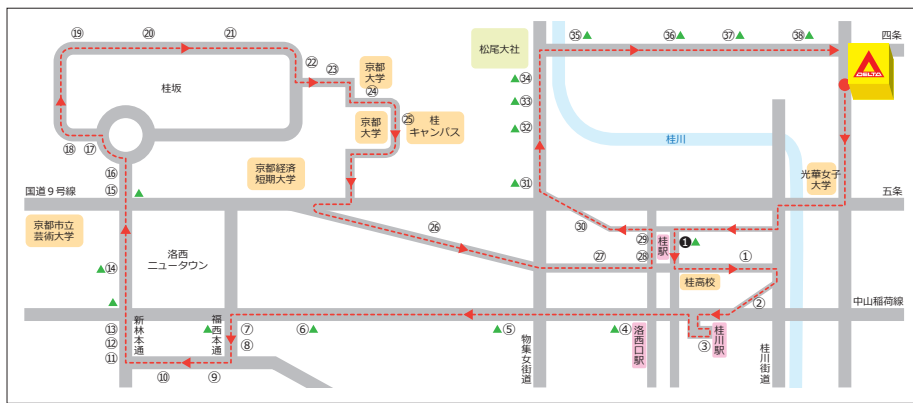 ⑲
⑳
㉑
㉟
㊱
㊲
㊳
四条
松尾大社
DELTA
㉒
㉓
京都
大学
㉔
桂坂
㉞
㉝
㉕
桂
キャンパス
京都
大学
㉜
⑱
⑰
桂川
⑯
京都経済
短期大学
光華女子
大学
㉛
国道9号線
⑮
五条
京都市立
芸術大学
㉖
㉚
㉙
桂駅
❶
洛西
ニュータウン
⑭
㉗
㉘
①
桂高校
②
中山稲荷線
⑬
⑫
⑪
新林本通
福西本通
⑦
⑧
⑥
⑤
物集女街道
④
洛西口駅
③
桂川駅
桂川街道
⑩
⑨